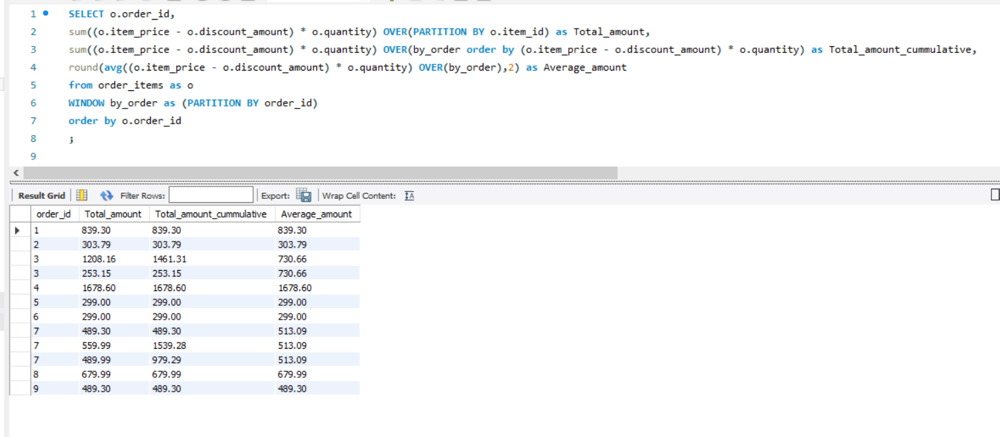 1 SELECT o.order_id,
2 sum((o.item_price - o.discount_amount) * o.quantity) OVER(PARTITION BY o.item_id) as Total_amount,
3 sum((o.item_price - o.discount_amount) * o.quantity) OVER(by_order order by (o.item_price - o.discount_amount) * o.quantity) as Total_amount_cummulative,
4 round(avg((o.item_price - o.discount_amount) * o.quantity) OVER(by_order),2) as Average_amount
5 from order_items as o
6 WINDOW by_order as (PARTITION BY order_id)
7 order by o.order_id
8 ;
9
Result Grid Filter Rows: Export: Wrap Cell Content:
order_id Total_amount Total_amount_cummulative Average_amount
1 839.30 839.30 839.30
2 303.79 303.79 303.79
3 1208.16 1461.31 730.66
3 253.15 253.15 730.66
4 1678.60 1678.60 1678.60
5 299.00 299.00 299.00
6 299.00 299.00 299.00
7 489.30 489.30 513.09
7 559.99 1539.28 513.09
7 489.99 979.29 513.09
8 679.99 679.99 679.99
9 489.30 489.30 489.30